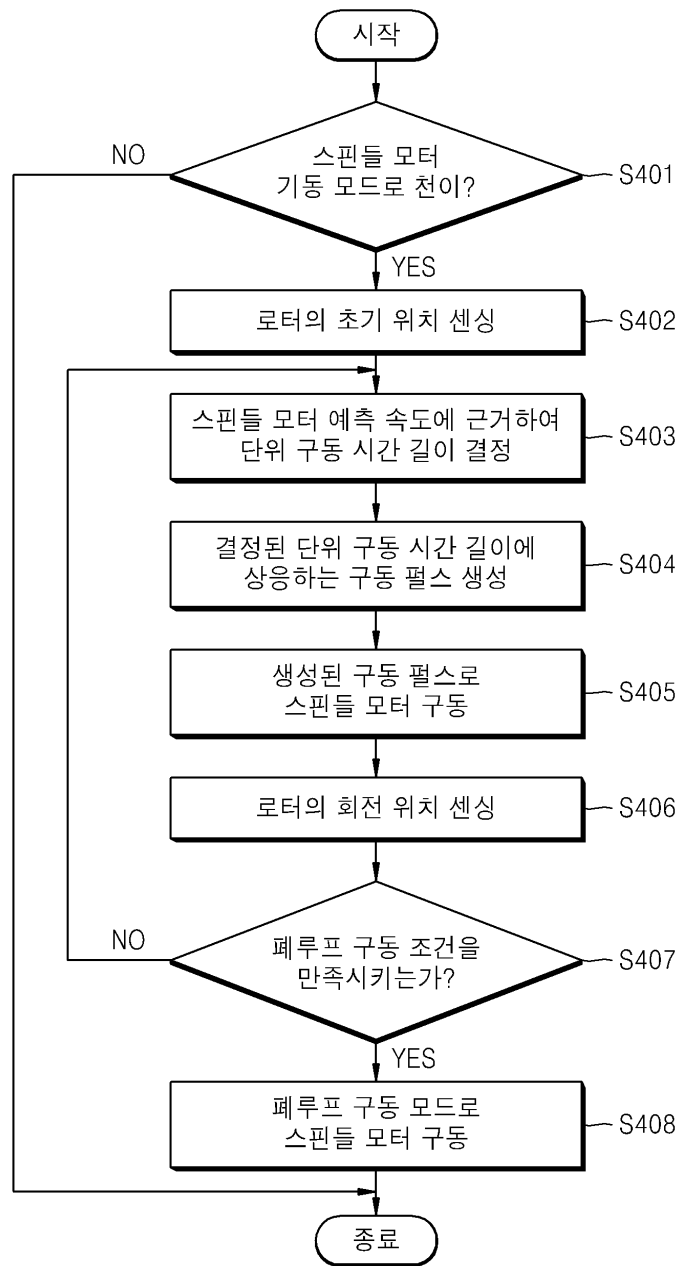 시작
스핀들 모터
기동 모드로 천이?
NO
S401
YES
로터의 초기 위치 센싱
S402
스핀들 모터 예측 속도에 근거하여
단위 구동 시간 길이 결정
S403
결정된 단위 구동 시간 길이에
상응하는 구동 펄스 생성
S404
생성된 구동 펄스로
스핀들 모터 구동
S405
로터의 회전 위치 센싱
S406
NO
폐루프 구동 조건을
만족시키는가?
S407
YES
폐루프 구동 모드로
스핀들 모터 구동
S408
종료